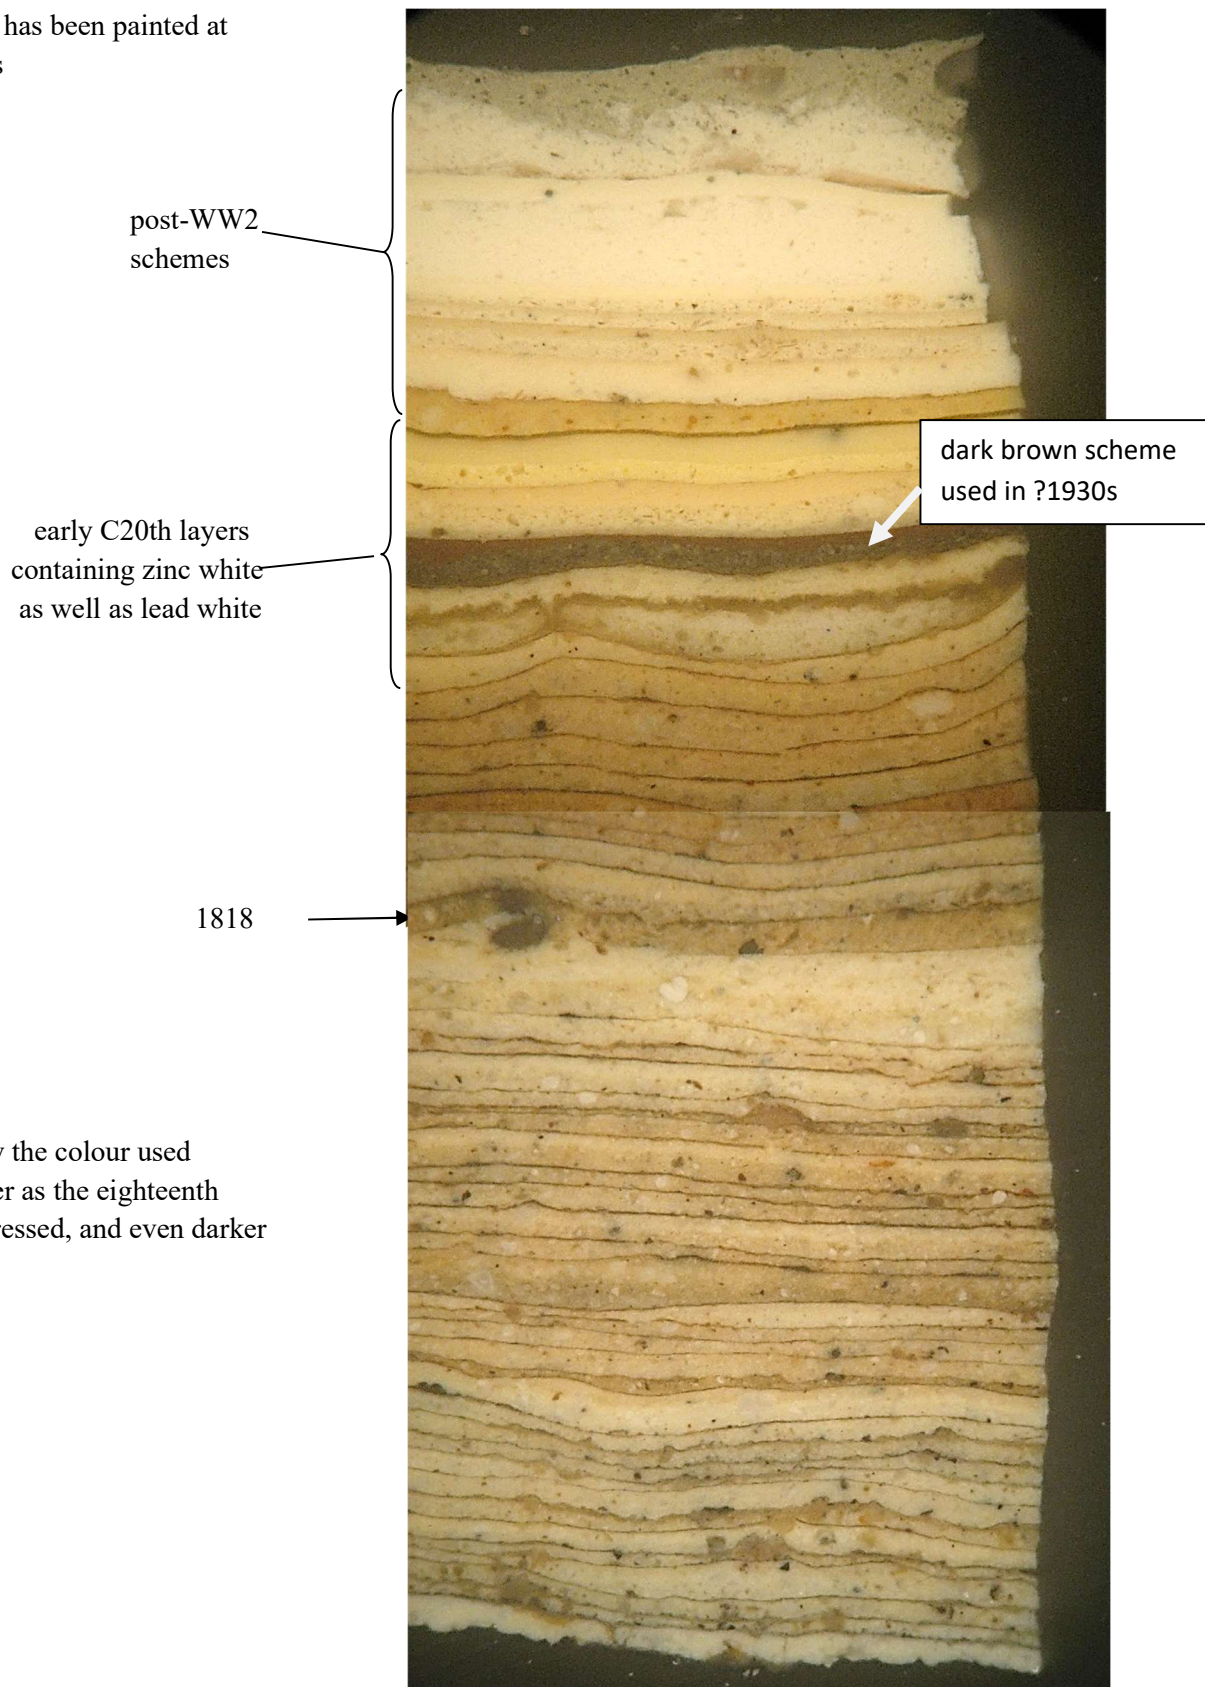 has been painted at
s
post-WW2
schemes
dark brown scheme
used in ?1930s
early C20th layers
containing zinc white
as well as lead white
1818
the colour used
er as the eighteenth
ressed, and even darker